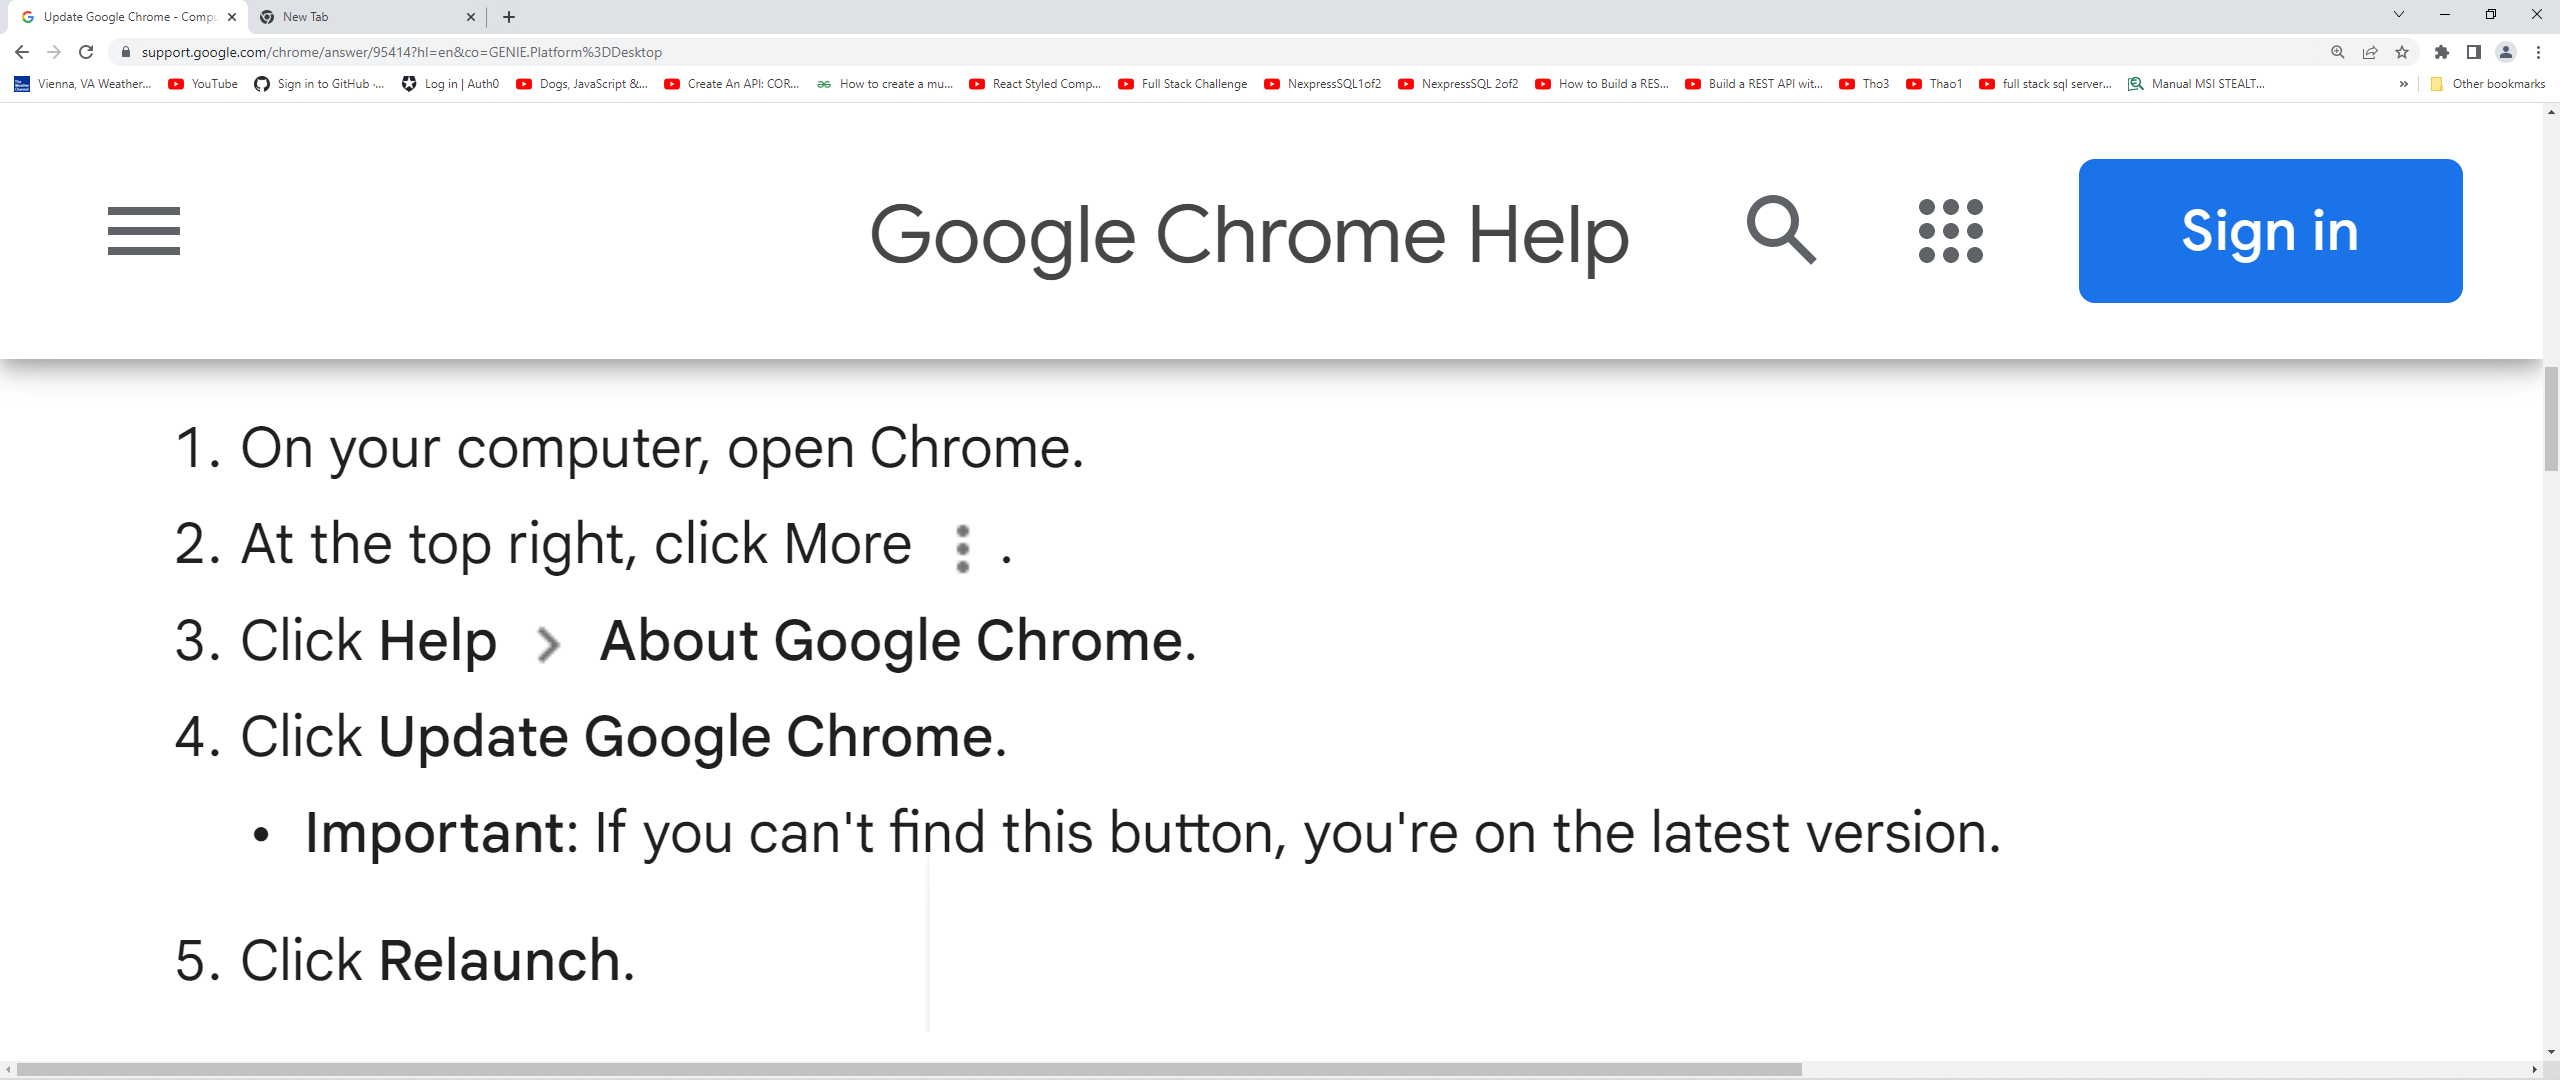 Update Google Chrome - Compu
New Tab
support.google.com/chrome/answer/95414?hl=en&co=GENIE.Platform%3DDesktop
Vienna, VA Weather... YouTube Sign in to GitHub ·... Log in | Auth0 Dogs, JavaScript &... Create An API: COR... How to create a mu... React Styled Comp... Full Stack Challenge NexpressSQL1of2 NexpressSQL 2of2 How to Build a RES... Build a REST API wit... Tho3 Thao1 full stack sql server... Manual MSI STEALT... » Other bookmarks
Google Chrome Help
Sign in
1. On your computer, open Chrome.
2. At the top right, click More ⋮ .
3. Click Help > About Google Chrome.
4. Click Update Google Chrome.
• Important: If you can't find this button, you're on the latest version.
5. Click Relaunch.